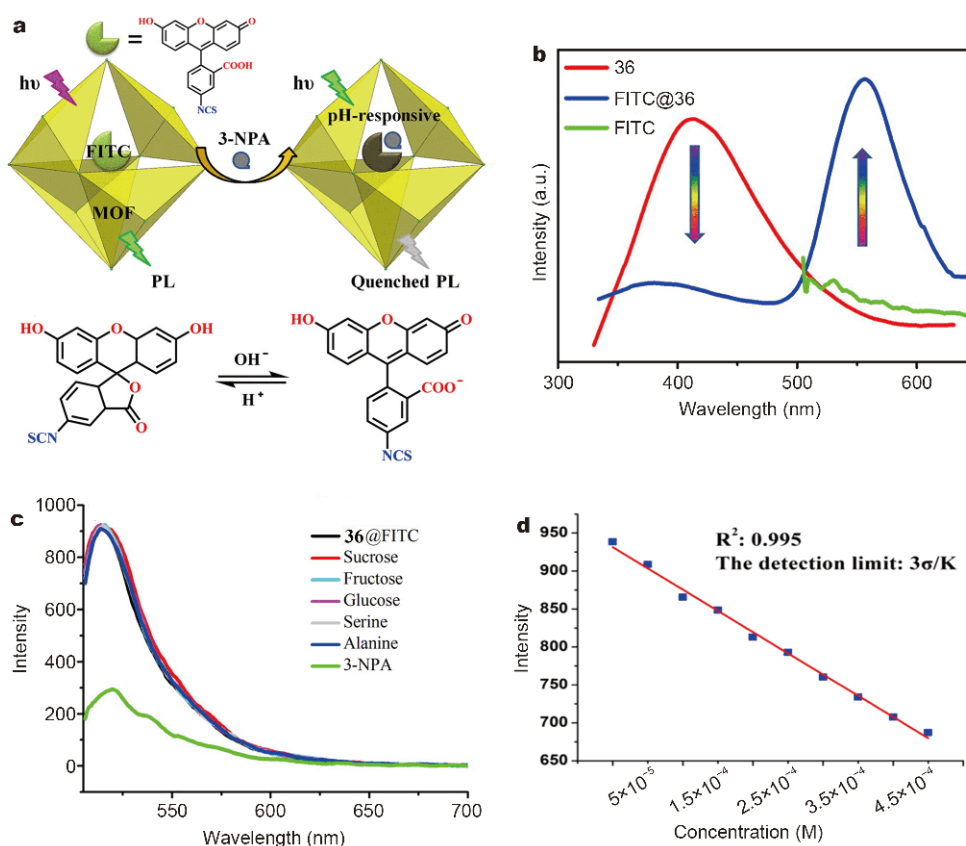 a
=
HO
O
O
COOH
NCS
hυ
FITC
MOF
PL
3-NPA
hυ
pH-responsive
Quenched PL
HO
O
OH
O
O
SCN
OH⁻
H⁺
HO
O
O
COO⁻
NCS
b
36
FITC@36
FITC
Intensity (a.u.)
300 400 500 600
Wavelength (nm)
c
1000
800
600
400
200
0
Intensity
36@FITC
Sucrose
Fructose
Glucose
Serine
Alanine
3-NPA
550 600 650 700
Wavelength (nm)
d
R²: 0.995
The detection limit: 3σ/K
950
900
850
800
750
700
650
Intensity
5×10⁻⁵ 1.5×10⁻⁴ 2.5×10⁻⁴ 3.5×10⁻⁴ 4.5×10⁻⁴
Concentration (M)